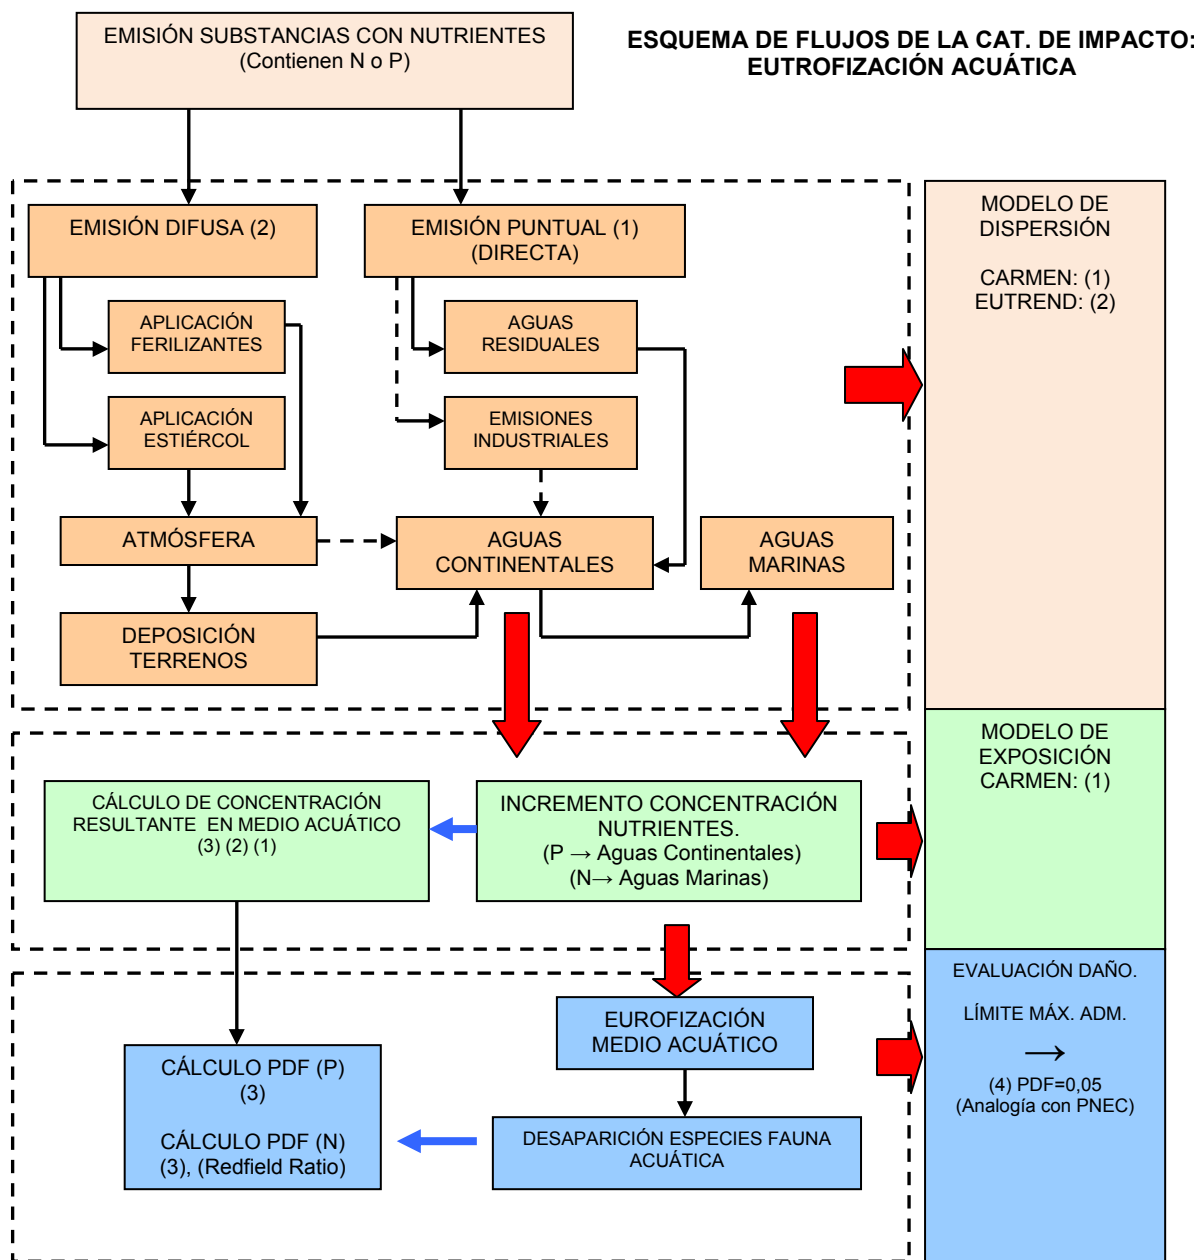 EMISIÓN SUBSTANCIAS CON NUTRIENTES
(Contienen N o P)
ESQUEMA DE FLUJOS DE LA CAT. DE IMPACTO:
EUTROFIZACIÓN ACUÁTICA
EMISIÓN DIFUSA (2)
EMISIÓN PUNTUAL (1)
(DIRECTA)
MODELO DE
DISPERSIÓN
CARMEN: (1)
EUTREND: (2)
APLICACIÓN
FERILIZANTES
AGUAS
RESIDUALES
APLICACIÓN
ESTIÉRCOL
EMISIONES
INDUSTRIALES
ATMÓSFERA
AGUAS
CONTINENTALES
AGUAS
MARINAS
DEPOSICIÓN
TERRENOS
MODELO DE
EXPOSICIÓN
CARMEN: (1)
CÁLCULO DE CONCENTRACIÓN
RESULTANTE EN MEDIO ACUÁTICO
(3) (2) (1)
INCREMENTO CONCENTRACIÓN
NUTRIENTES.
(P → Aguas Continentales)
(N→ Aguas Marinas)
EVALUACIÓN DAÑO.
LÍMITE MÁX. ADM.
→
(4) PDF=0,05
(Analogía con PNEC)
EUROFIZACIÓN
MEDIO ACUÁTICO
CÁLCULO PDF (P)
(3)
CÁLCULO PDF (N)
(3), (Redfield Ratio)
DESAPARICIÓN ESPECIES FAUNA
ACUÁTICA